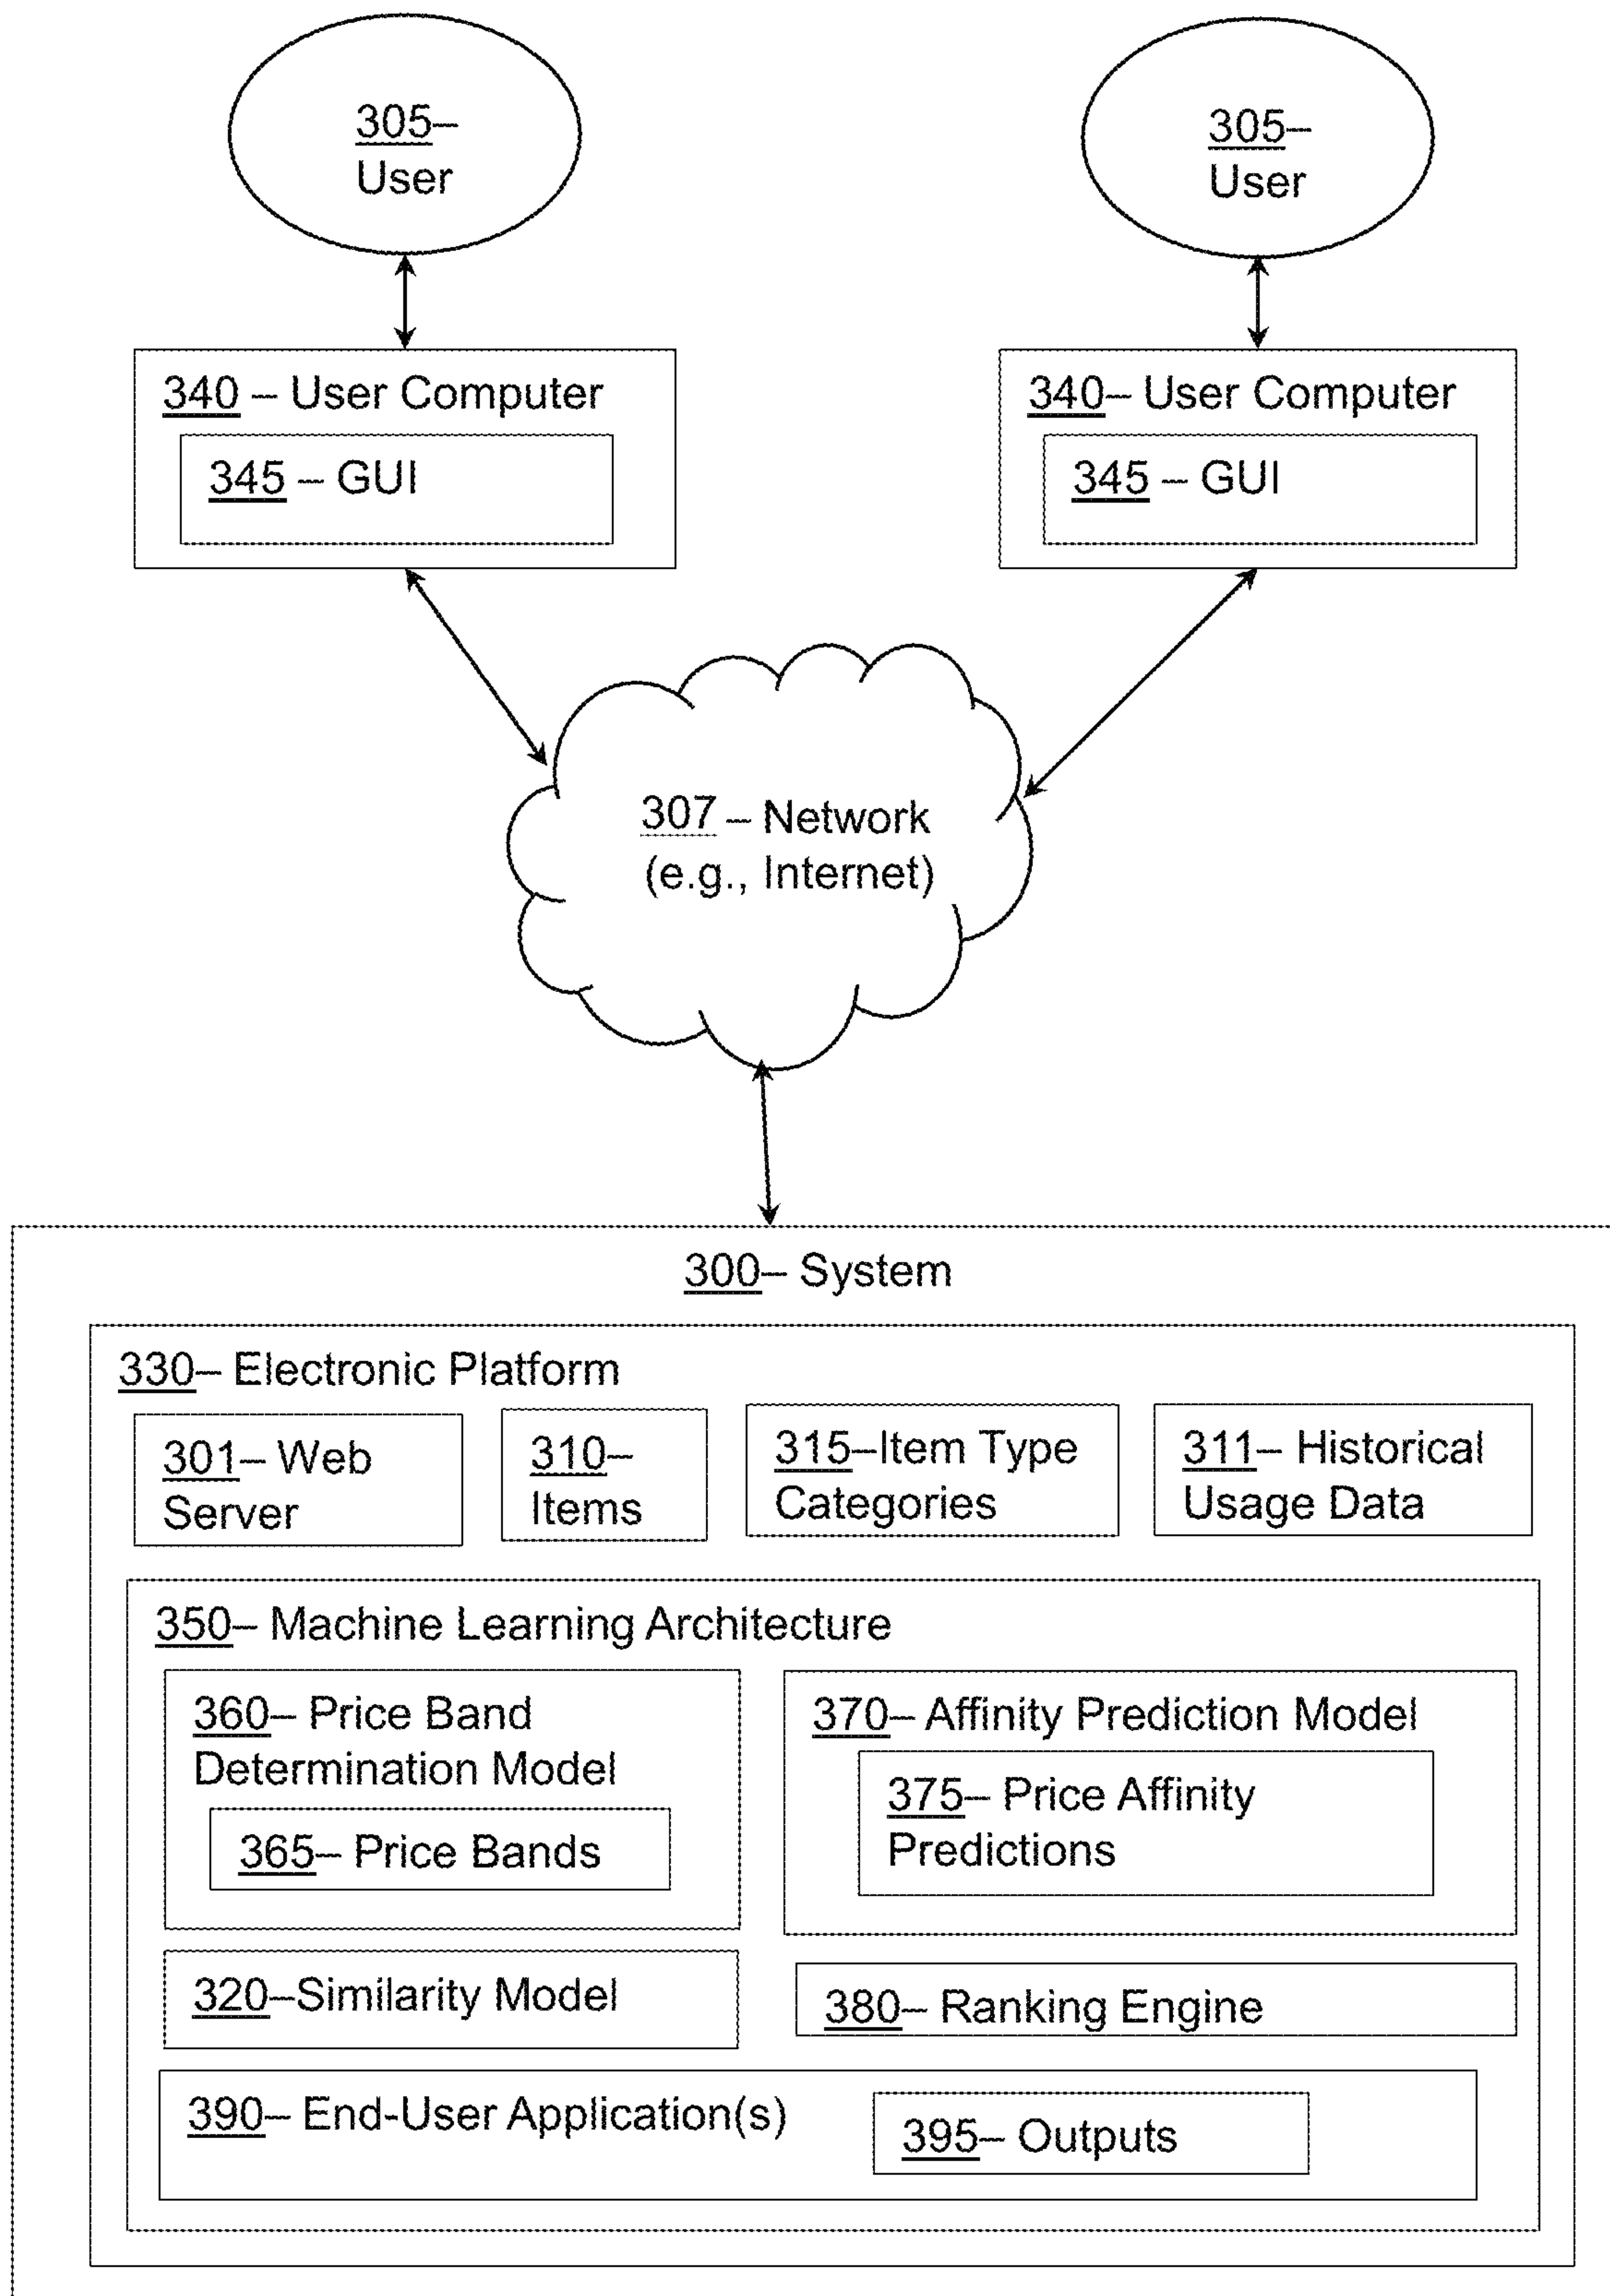 305–
User
305–
User
340 – User Computer
345 – GUI
340– User Computer
345 – GUI
307 – Network
(e.g., Internet)
300– System
330– Electronic Platform
301– Web
Server
310–
Items
315–Item Type
Categories
311– Historical
Usage Data
350– Machine Learning Architecture
360– Price Band
Determination Model
365– Price Bands
370– Affinity Prediction Model
375– Price Affinity
Predictions
320–Similarity Model
380– Ranking Engine
390– End-User Application(s)
395– Outputs